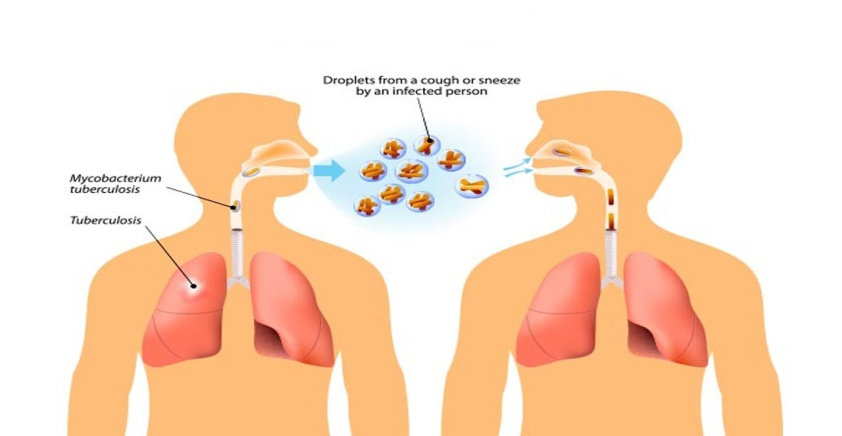 Droplets from a cough or sneeze
by an infected person
Mycobacterium
tuberculosis
Tuberculosis